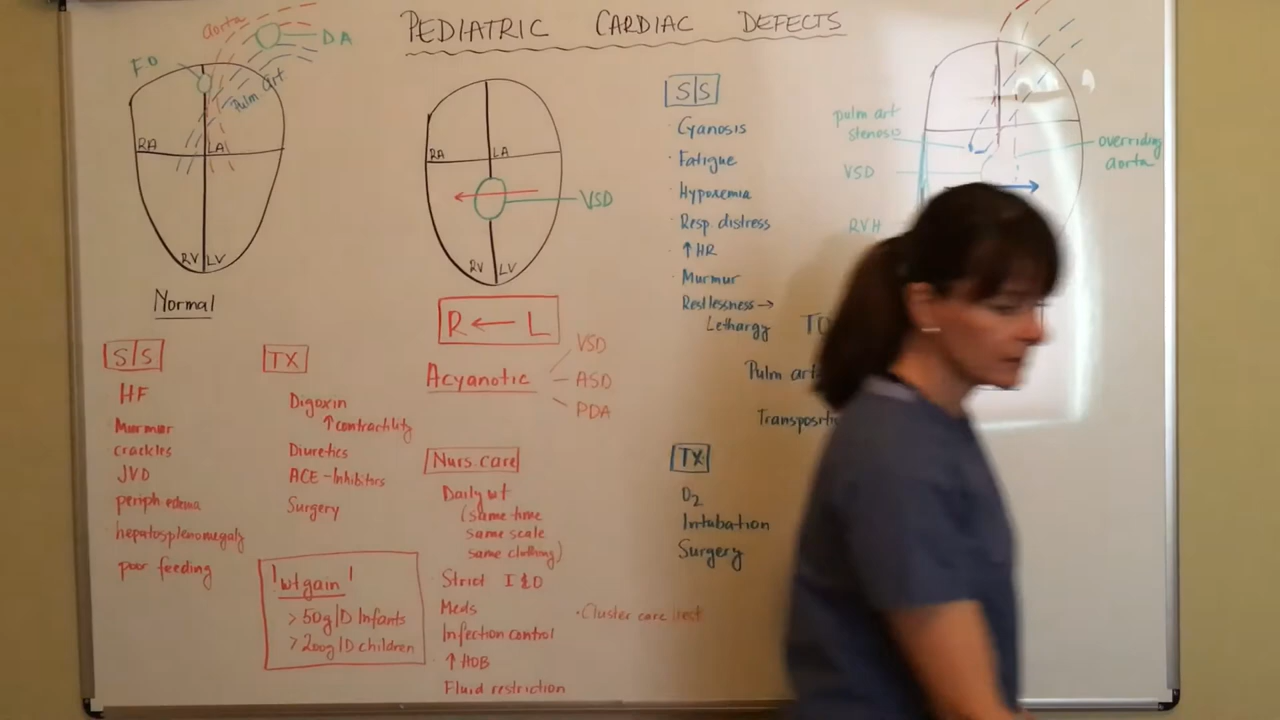 PEDIATRIC CARDIAC DEFECTS
aorta
DA
F.O
Pulm art
RA
LA
RV
LV
Normal
S|S
HF
Murmur
crackles
JVD
periph edema
hepatosplenomegaly
poor feeding
TX
Digoxin
↑contractility
Diuretics
ACE-Inhibitors
Surgery
! wt gain !
> 50g/D Infants
> 200g/D children
RA
LA
VSD
RV
LV
R ← L
Acyanotic
VSD
ASD
PDA
Nurs. care
Daily wt
(same time
same scale
same clothing)
Strict I & O
Meds
Infection control
↑ HOB
Fluid restriction
· Cluster care rest
S|S
Cyanosis
Fatigue
Hypoxemia
Resp. distress
↑ HR
Murmur
Restlessness →
Lethargy
TX
O2
Intubation
Surgery
pulm art
stenosis
VSD
RVH
overriding
aorta
Pulm art